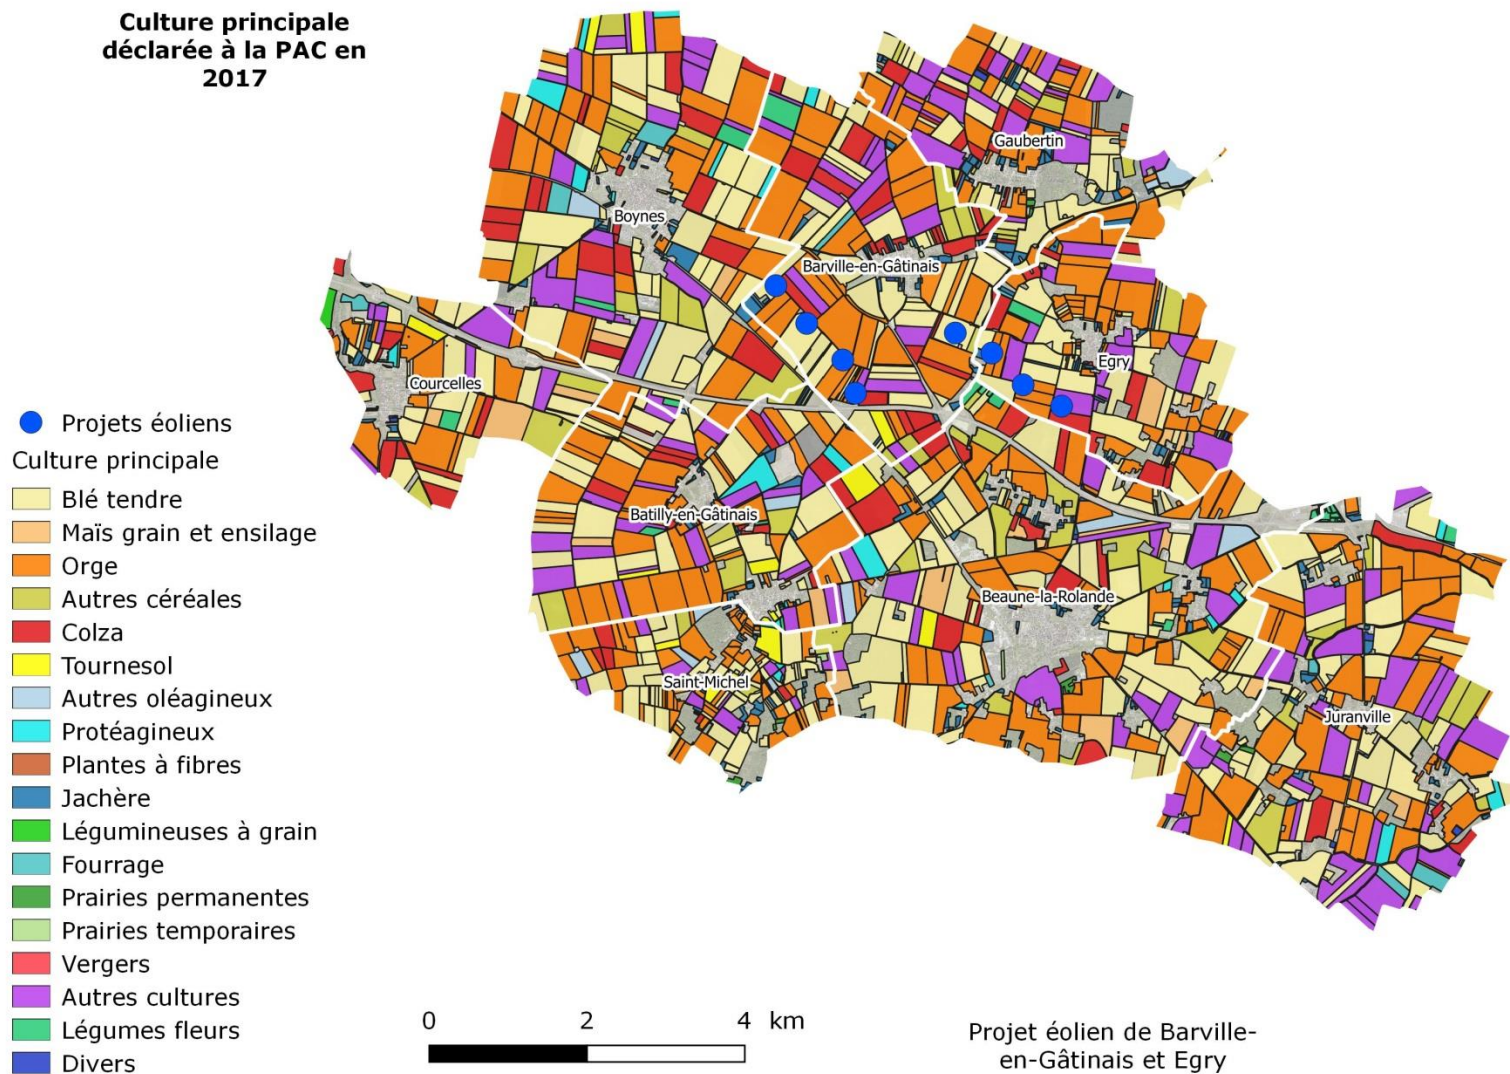 Culture principale
déclarée à la PAC en
2017
Gaubertin
Boynes
Barville-en-Gâtinais
Egry
Courcelles
Batilly-en-Gâtinais
Beaune-la-Rolande
Saint-Michel
Juranville
Projets éoliens
Culture principale
Blé tendre
Maïs grain et ensilage
Orge
Autres céréales
Colza
Tournesol
Autres oléagineux
Protéagineux
Plantes à fibres
Jachère
Légumineuses à grain
Fourrage
Prairies permanentes
Prairies temporaires
Vergers
Autres cultures
Légumes fleurs
Divers
0 2 4 km
Projet éolien de Barville-
en-Gâtinais et Egry